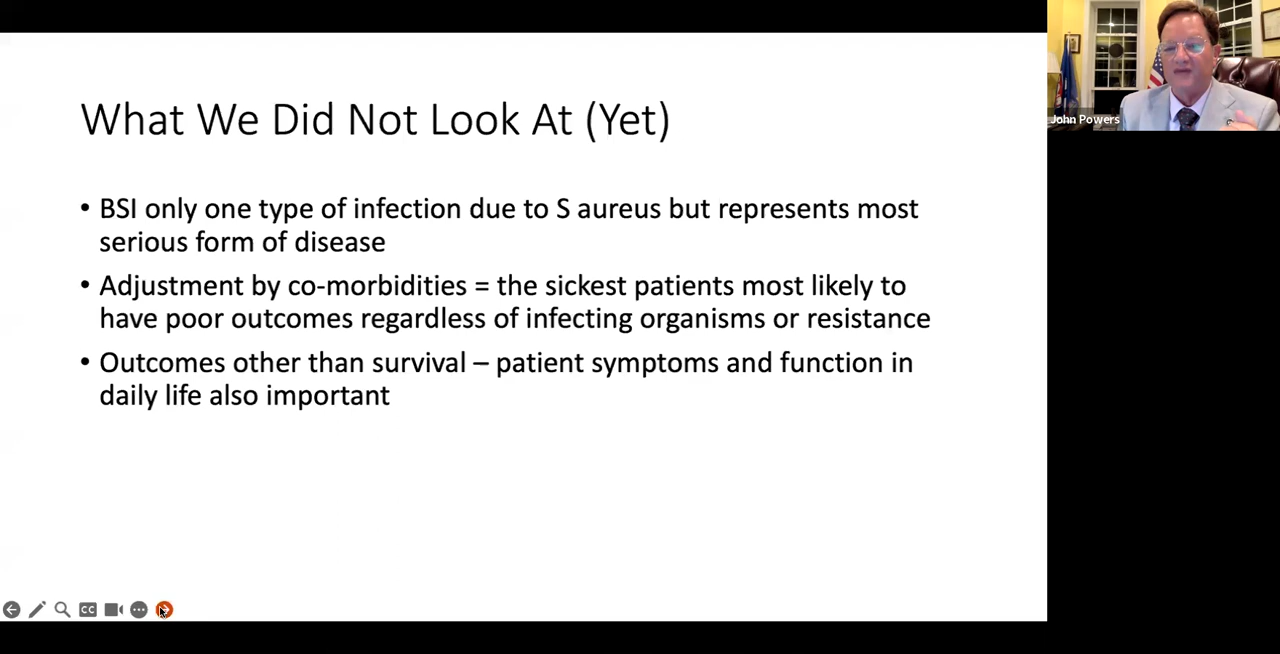 What We Did Not Look At (Yet)
• BSI only one type of infection due to S aureus but represents most
serious form of disease
• Adjustment by co-morbidities = the sickest patients most likely to
have poor outcomes regardless of infecting organisms or resistance
• Outcomes other than survival – patient symptoms and function in
daily life also important
John Powers
CC